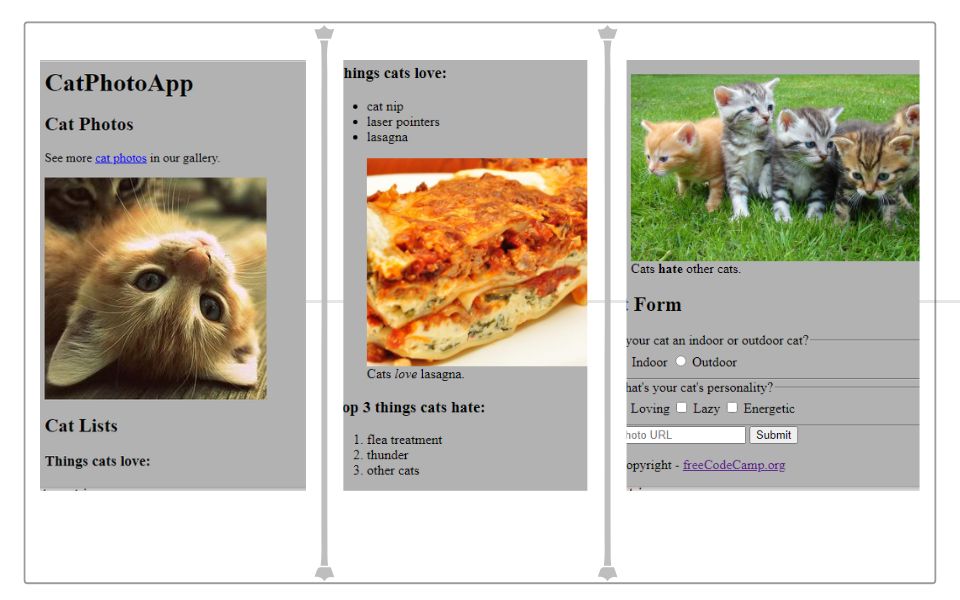 CatPhotoApp
Cat Photos
See more cat photos in our gallery.
Cat Lists
Things cats love:
hings cats love:
cat nip
laser pointers
lasagna
Cats love lasagna.
op 3 things cats hate:
1. flea treatment
2. thunder
3. other cats
Cats hate other cats.
Form
your cat an indoor or outdoor cat?
Indoor Outdoor
hat's your cat's personality?
Loving Lazy Energetic
hoto URL Submit
opyright - freeCodeCamp.org